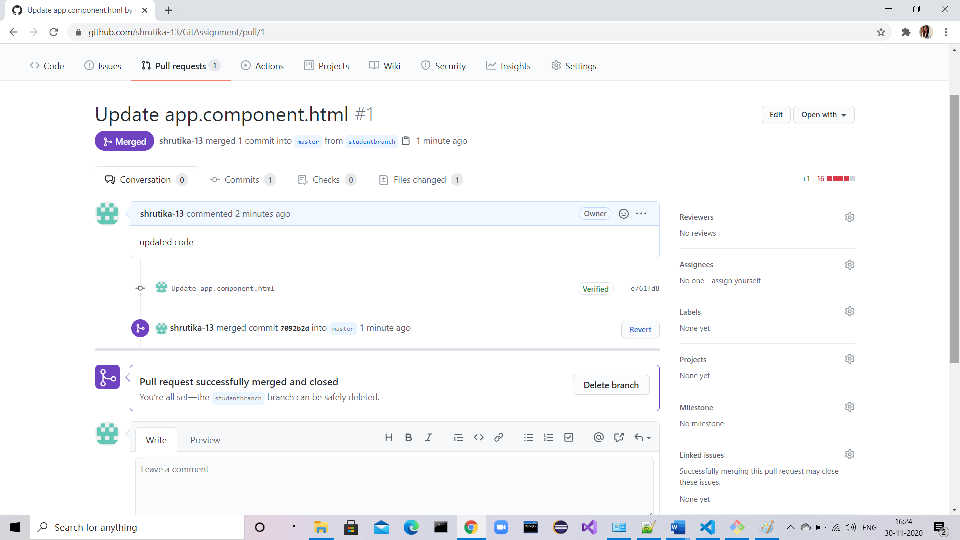 Update app.component.html by s
github.com/shrutika-13/GitAssignment/pull/1
Code Issues Pull requests 1 Actions Projects Wiki Security Insights Settings
Update app.component.html #1
Edit Open with
Merged shrutika-13 merged 1 commit into master from studentbranch 1 minute ago
Conversation 0 Commits 1 Checks 0 Files changed 1
+1 −16
shrutika-13 commented 2 minutes ago Owner
updated code
Update app.component.html Verified c761fd8
shrutika-13 merged commit 7092b2d into master 1 minute ago Revert
Pull request successfully merged and closed
You're all set—the studentbranch branch can be safely deleted.
Delete branch
Write Preview
H B I
Leave a comment
Reviewers
No reviews
Assignees
No one—assign yourself
Labels
None yet
Projects
None yet
Milestone
No milestone
Linked issues
Successfully merging this pull request may close
these issues.
None yet
Search for anything
ENG
16:24
30-11-2020
2